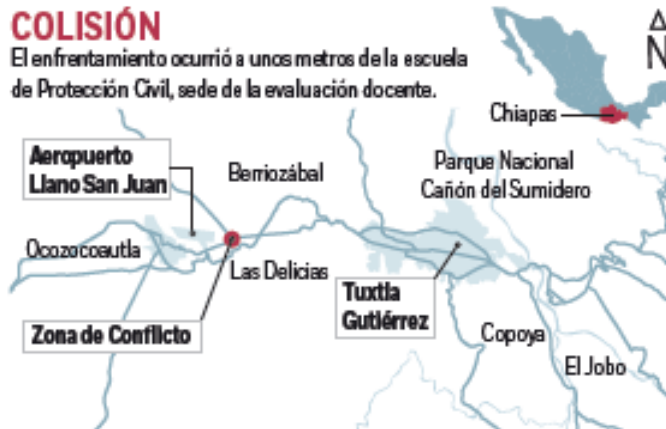 COLISIÓN
El enfrentamiento ocurrió a unos metros de la escuela
de Protección Civil, sede de la evaluación docente.
N
Chiapas
Aeropuerto
Llano San Juan
Berriozábal
Parque Nacional
Cañón del Sumidero
Ocozocoautla
Las Delicias
Tuxtla
Gutiérrez
Zona de Conflicto
Copoya
El Jobo